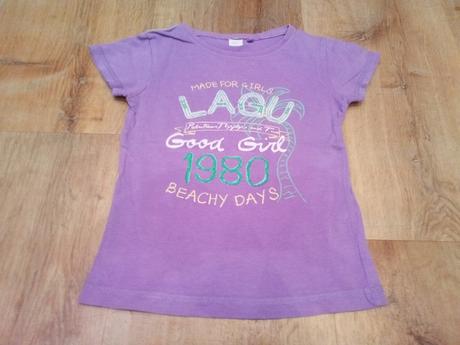 MADE FOR GIRLS
LAGU
Good Girl
1980
BEACHY DAYS